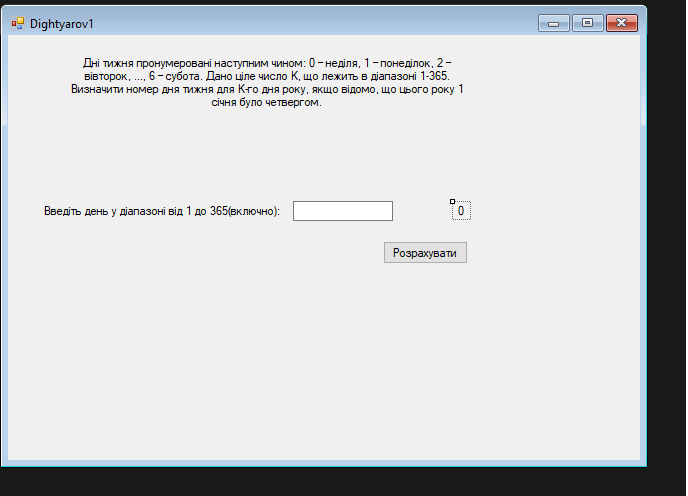 Dightyarov1
Дні тижня пронумеровані наступним чином: 0 – неділя, 1 – понеділок, 2 –
вівторок, ..., 6 – субота. Дано ціле число K, що лежить в діапазоні 1-365.
Визначити номер дня тижня для K-го дня року, якщо відомо, що цього року 1
січня було четвергом.
Введіть день у діапазоні від 1 до 365(включно):
0
Розрахувати